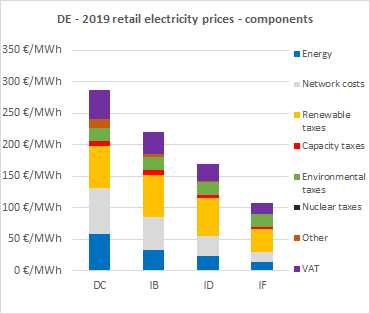 DE - 2019 retail electricity prices - components
350 €/MWh
300 €/MWh
250 €/MWh
200 €/MWh
150 €/MWh
100 €/MWh
50 €/MWh
0 €/MWh
DC
IB
ID
IF
Energy
Network costs
Renewable
taxes
Capacity taxes
Environmental
taxes
Nuclear taxes
Other
VAT